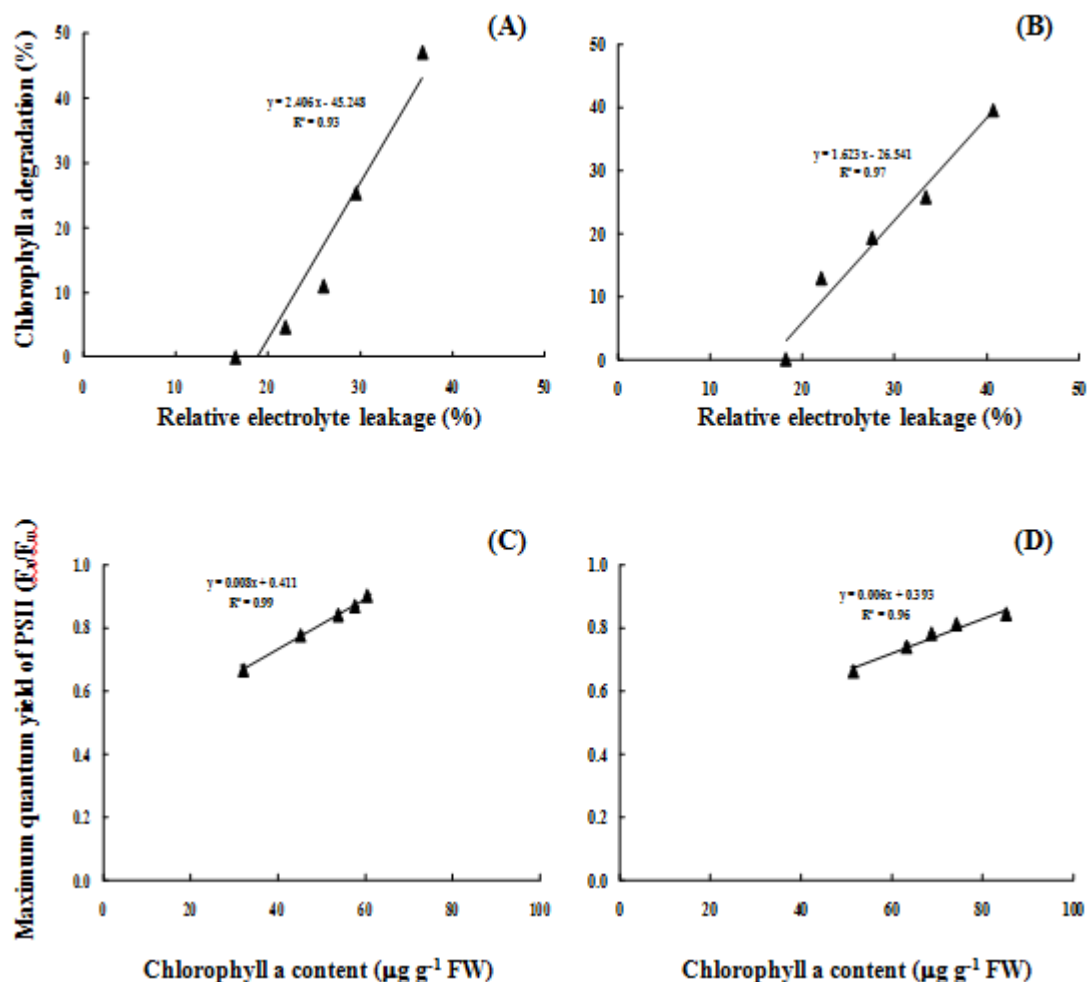 (A)
Chlorophyll a degradation (%)
50
40
30
20
10
0
y = 2.406x - 45.248
R² = 0.93
0 10 20 30 40 50
Relative electrolyte leakage (%)
(B)
50
40
30
20
10
0
y = 1.623x - 26.541
R² = 0.97
0 10 20 30 40 50
Relative electrolyte leakage (%)
(C)
Maximum quantum yield of PSII (Fv/Fm)
1.0
0.8
0.6
0.4
0.2
0.0
y = 0.008x + 0.411
R² = 0.99
0 20 40 60 80 100
Chlorophyll a content (µg g⁻¹ FW)
(D)
1.0
0.8
0.6
0.4
0.2
0.0
y = 0.006x + 0.393
R² = 0.96
0 20 40 60 80 100
Chlorophyll a content (µg g⁻¹ FW)